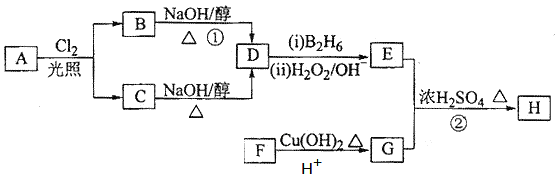 B NaOH/醇 △ ①
A Cl₂ 光照
D (i)B₂H₆ (ii)H₂O₂/OH⁻ E
C NaOH/醇 △
浓H₂SO₄ △ ② H
F Cu(OH)₂ △ H⁺ G